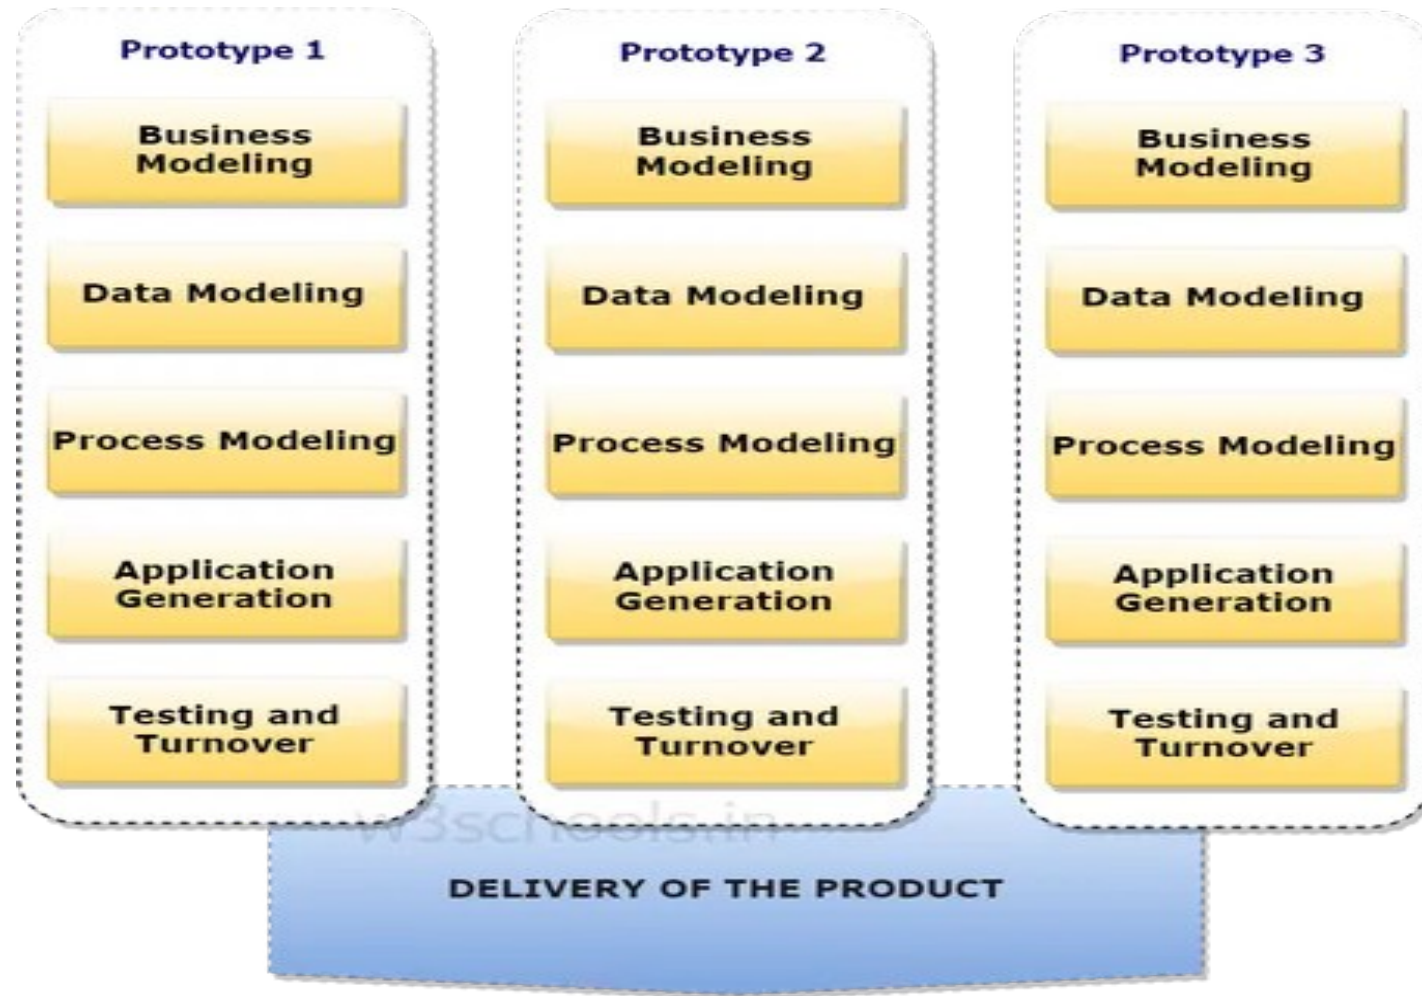 Prototype 1
Business
Modeling
Data Modeling
Process Modeling
Application
Generation
Testing and
Turnover
Prototype 2
Business
Modeling
Data Modeling
Process Modeling
Application
Generation
Testing and
Turnover
Prototype 3
Business
Modeling
Data Modeling
Process Modeling
Application
Generation
Testing and
Turnover
w3schools.in
DELIVERY OF THE PRODUCT